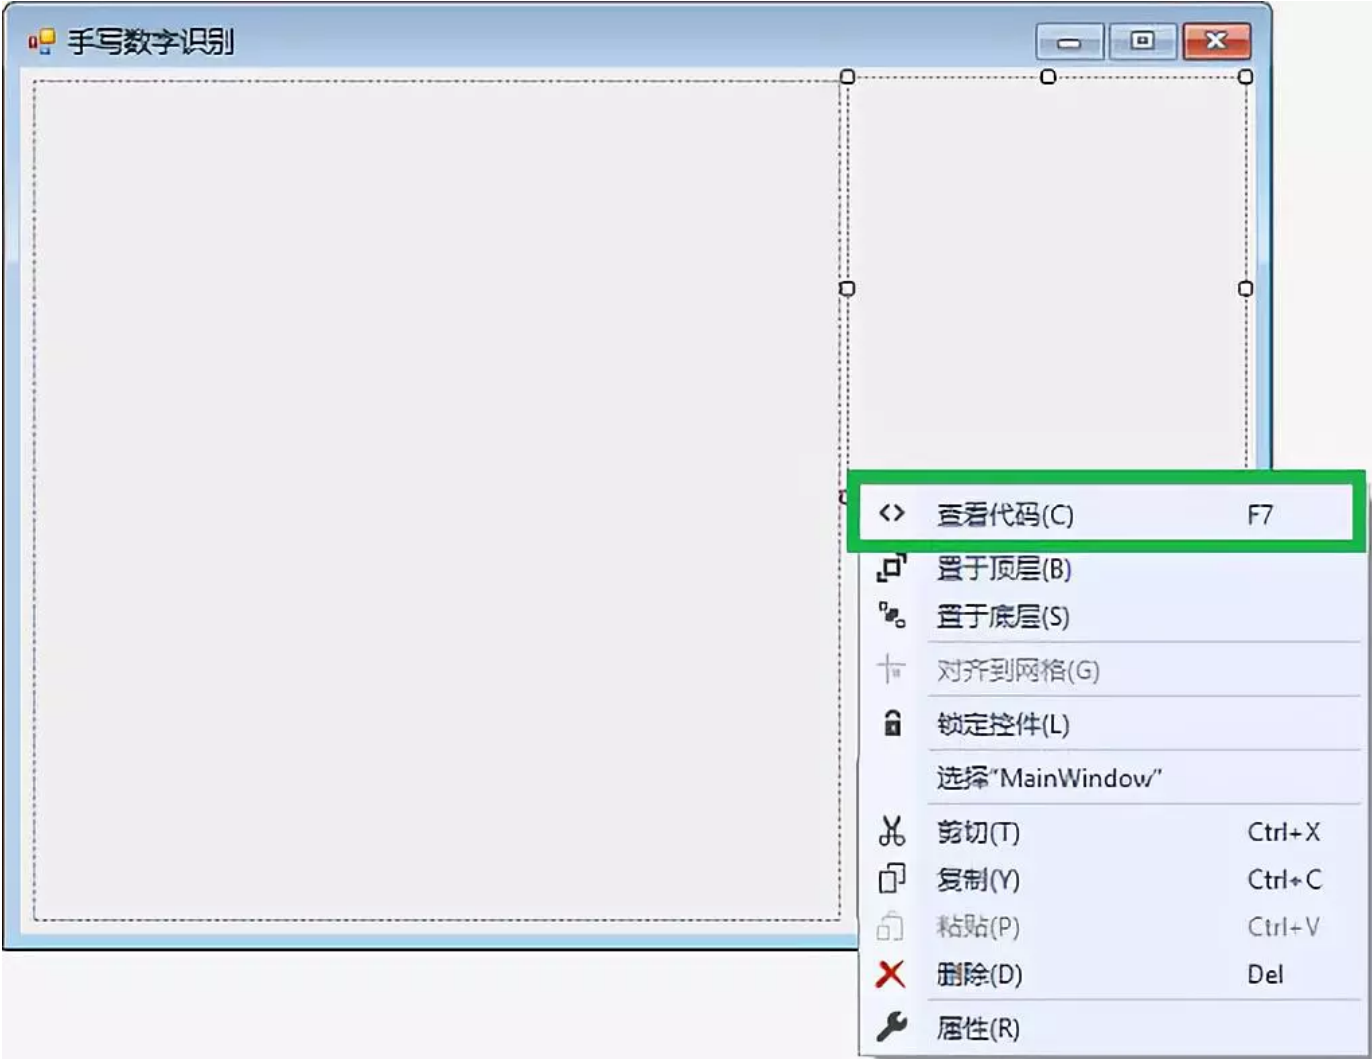 手写数字识别
查看代码(C) F7
置于顶层(B)
置于底层(S)
对齐到网格(G)
锁定控件(L)
选择“MainWindow”
剪切(T) Ctrl+X
复制(Y) Ctrl+C
粘贴(P) Ctrl+V
删除(D) Del
属性(R)